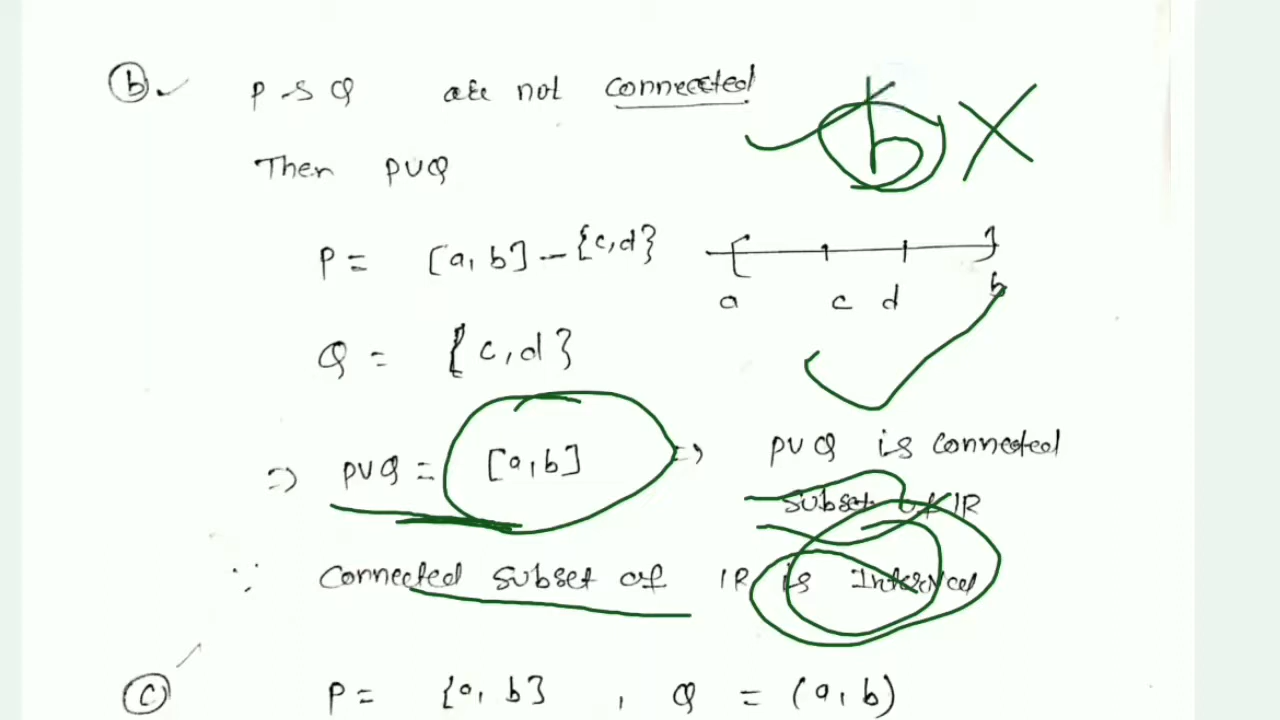 (b) P & Q are not connected
b
Then P∪Q
P = [a, b] - {c, d}
a c d b
Q = {c, d}
=> P∪Q = [a, b] => P∪Q is connected
subset of IR
∵ connected subset of IR is Interval
(c) P = {a, b} , Q = (a, b)